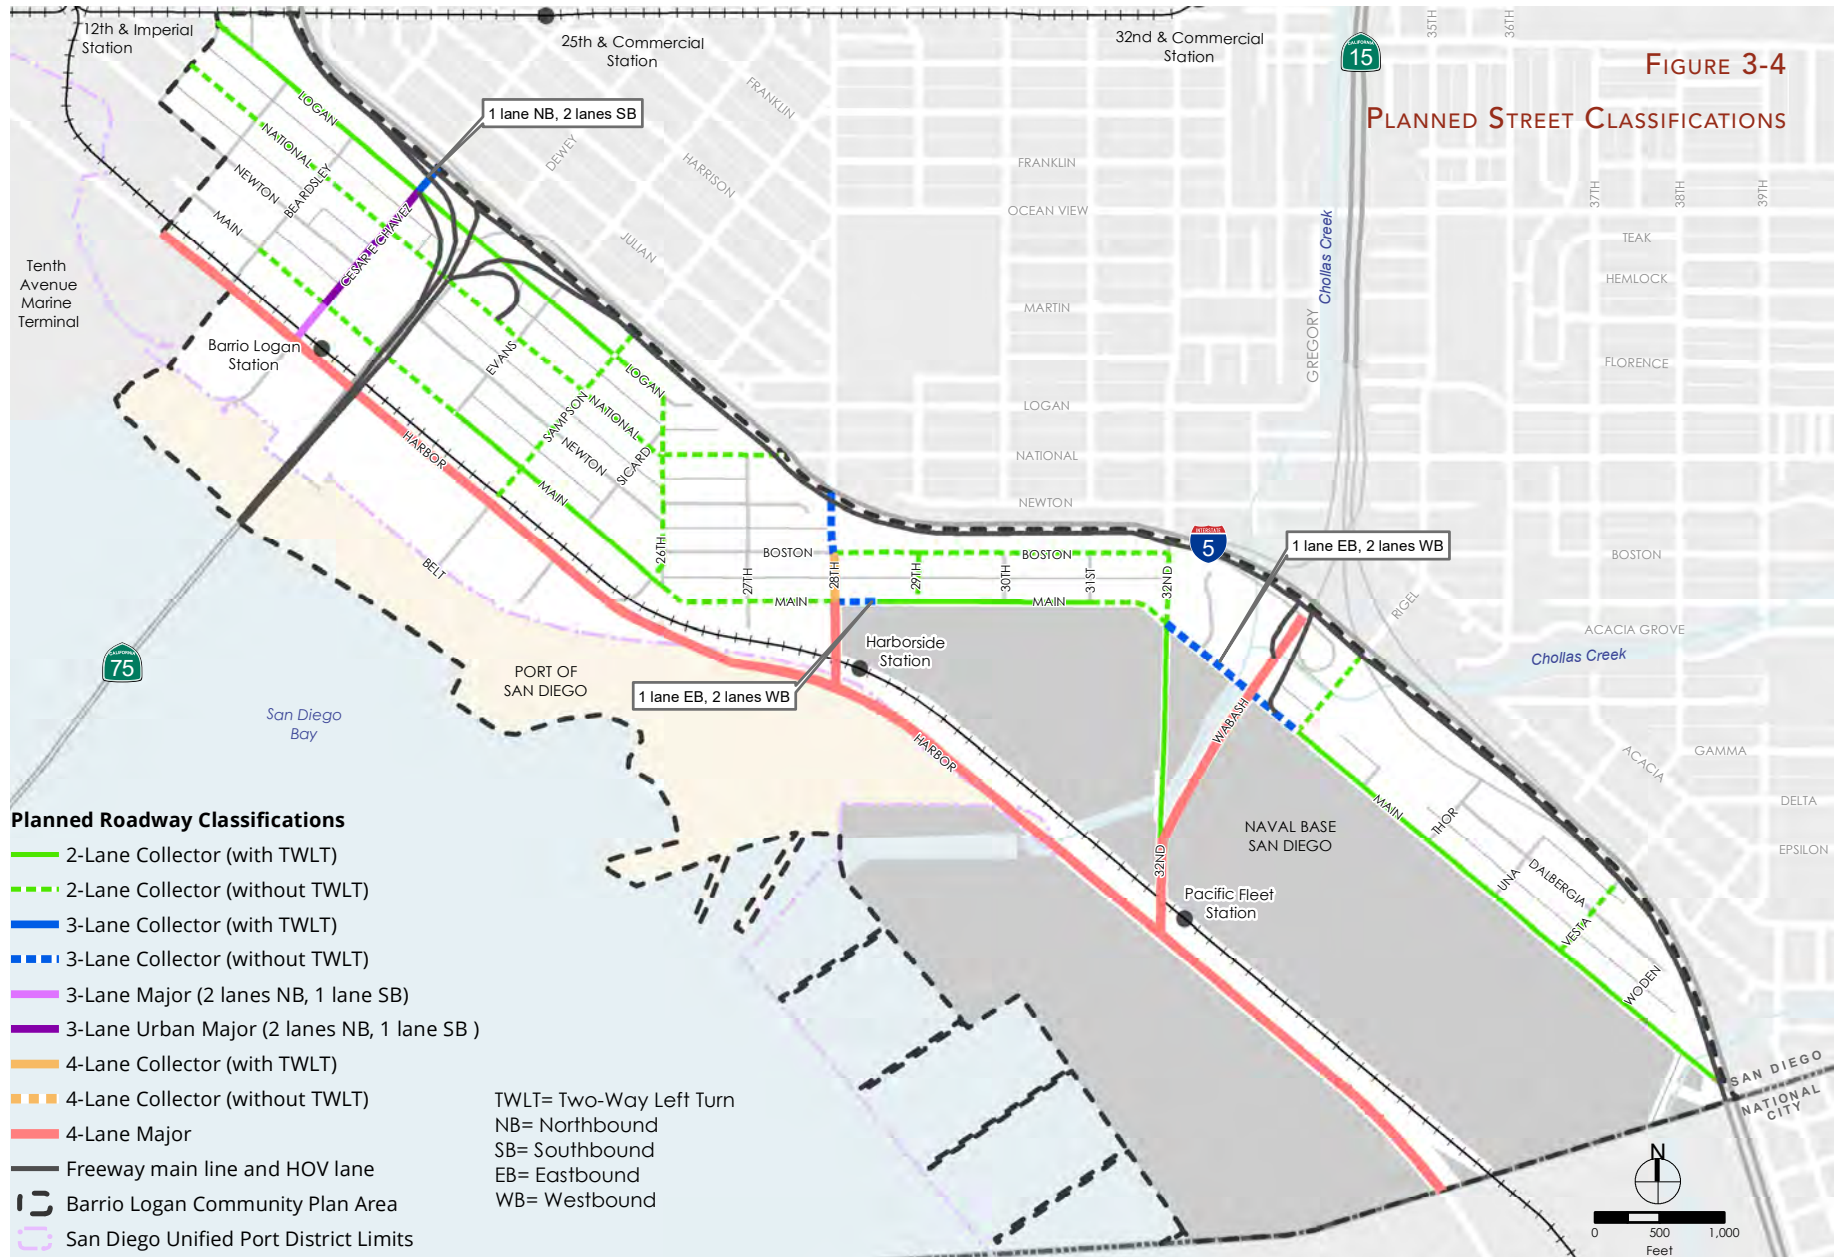 FIGURE 3-4
PLANNED STREET CLASSIFICATIONS
12th & Imperial
Station
25th & Commercial
Station
32nd & Commercial
Station
CALIFORNIA
15
35TH
36TH
37TH
38TH
39TH
1 lane NB, 2 lanes SB
FRANKLIN
DEWEY
HARRISON
JULIAN
FRANKLIN
OCEAN VIEW
MARTIN
LOGAN
NATIONAL
NEWTON
GREGORY
Chollas Creek
TEAK
HEMLOCK
FLORENCE
BOSTON
ACACIA GROVE
Chollas Creek
RIGEL
ACACIA
GAMMA
DELTA
EPSILON
LOGAN
NATIONAL
NEWTON
BEARDSLEY
MAIN
CESAR E CHAVEZ
Tenth
Avenue
Marine
Terminal
Barrio Logan
Station
EVANS
LOGAN
SAMPSON
NATIONAL
NEWTON
SICARD
HARBOR
MAIN
BELT
26TH
27TH
28TH
29TH
30TH
31ST
32ND
BOSTON
BOSTON
MAIN
MAIN
INTERSTATE
5
1 lane EB, 2 lanes WB
Harborside
Station
1 lane EB, 2 lanes WB
CALIFORNIA
75
PORT OF
SAN DIEGO
San Diego
Bay
HARBOR
WABASH
32ND
NAVAL BASE
SAN DIEGO
Pacific Fleet
Station
MAIN
THOR
UNA
DALBERGIA
VESTA
WODEN
SAN DIEGO
NATIONAL
CITY
Planned Roadway Classifications
2-Lane Collector (with TWLT)
2-Lane Collector (without TWLT)
3-Lane Collector (with TWLT)
3-Lane Collector (without TWLT)
3-Lane Major (2 lanes NB, 1 lane SB)
3-Lane Urban Major (2 lanes NB, 1 lane SB )
4-Lane Collector (with TWLT)
4-Lane Collector (without TWLT)
4-Lane Major
Freeway main line and HOV lane
Barrio Logan Community Plan Area
San Diego Unified Port District Limits
TWLT= Two-Way Left Turn
NB= Northbound
SB= Southbound
EB= Eastbound
WB= Westbound
N
0 500 1,000
Feet